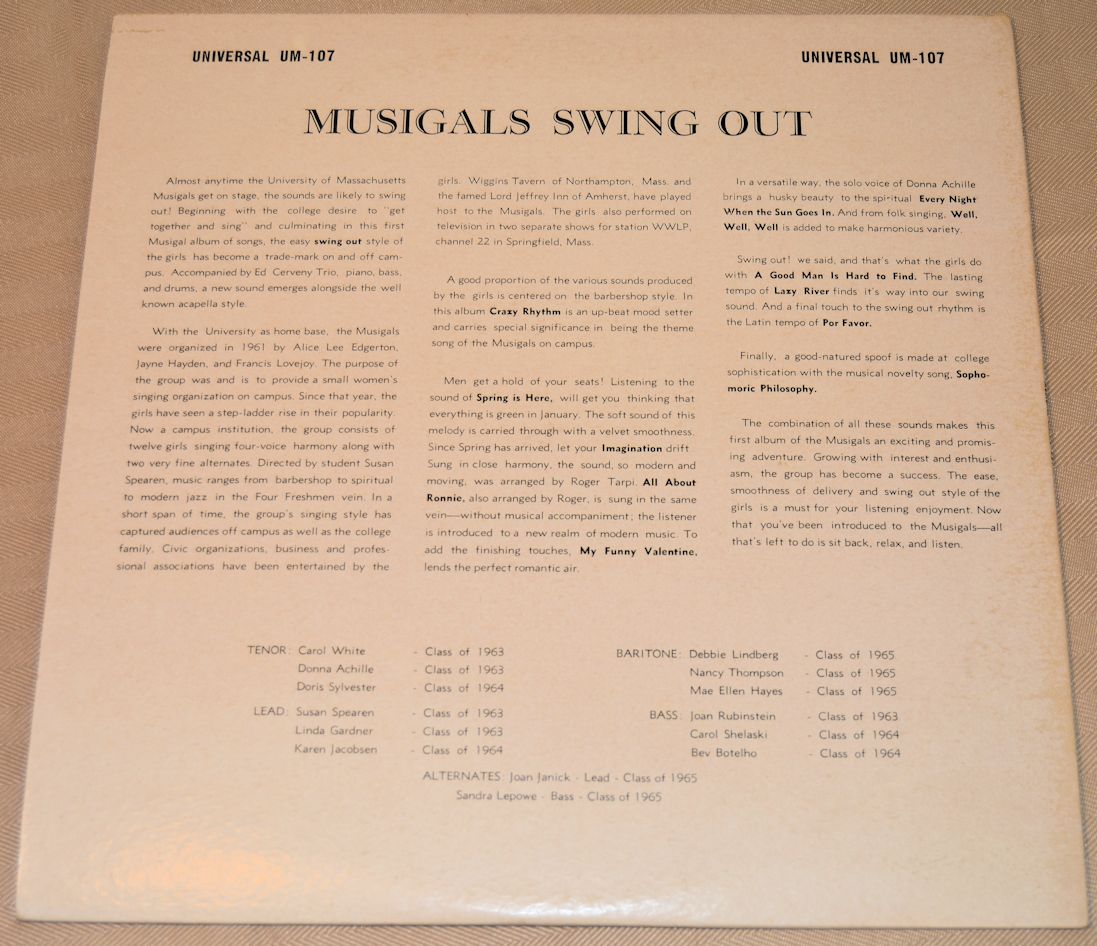 UNIVERSAL UM-107
UNIVERSAL UM-107
MUSIGALS SWING OUT
Almost anytime the University of Massachusetts
Musigals get on stage, the sounds are likely to swing
out! Beginning with the college desire to "get
together and sing" and culminating in this first
Musigal album of songs, the easy swing out style of
the girls has become a trade-mark on and off cam-
pus. Accompanied by Ed Cerveny Trio, piano, bass,
and drums, a new sound emerges alongside the well
known acapella style.
With the University as home base, the Musigals
were organized in 1961 by Alice Lee Edgerton,
Jayne Hayden, and Francis Lovejoy. The purpose of
the group was and is to provide a small women's
singing organization on campus. Since that year, the
girls have seen a step-ladder rise in their popularity.
Now a campus institution, the group consists of
twelve girls singing four-voice harmony along with
two very fine alternates. Directed by student Susan
Spearen, music ranges from barbershop to spiritual
to modern jazz in the Four Freshmen vein. In a
short span of time, the group's singing style has
captured audiences off campus as well as the college
family. Civic organizations, business and profes-
sional associations have been entertained by the
girls. Wiggins Tavern of Northampton, Mass. and
the famed Lord Jeffrey Inn of Amherst, have played
host to the Musigals. The girls also performed on
television in two separate shows for station WWLP,
channel 22 in Springfield, Mass.
A good proportion of the various sounds produced
by the girls is centered on the barbershop style. In
this album Crazy Rhythm is an up-beat mood setter
and carries special significance in being the theme
song of the Musigals on campus.
Men get a hold of your seats! Listening to the
sound of Spring is Here, will get you thinking that
everything is green in January. The soft sound of this
melody is carried through with a velvet smoothness.
Since Spring has arrived, let your Imagination drift.
Sung in close harmony, the sound, so modern and
moving, was arranged by Roger Tarpi. All About
Ronnie, also arranged by Roger, is sung in the same
vein—without musical accompaniment; the listener
is introduced to a new realm of modern music. To
add the finishing touches, My Funny Valentine,
lends the perfect romantic air.
In a versatile way, the solo voice of Donna Achille
brings a husky beauty to the spi·itual Every Night
When the Sun Goes In. And from folk singing, Well,
Well, Well is added to make harmonious variety.
Swing out! we said, and that's what the girls do
with A Good Man Is Hard to Find. The lasting
tempo of Lazy River finds it's way into our swing
sound. And a final touch to the swing out rhythm is
the Latin tempo of Por Favor.
Finally, a good-natured spoof is made at college
sophistication with the musical novelty song, Sopho-
moric Philosophy.
The combination of all these sounds makes this
first album of the Musigals an exciting and promis-
ing adventure. Growing with interest and enthusi-
asm, the group has become a success. The ease,
smoothness of delivery and swing out style of the
girls is a must for your listening enjoyment. Now
that you've been introduced to the Musigals—all
that's left to do is sit back, relax, and listen.
TENOR: Carol White - Class of 1963
Donna Achille - Class of 1963
Doris Sylvester - Class of 1964
LEAD: Susan Spearen - Class of 1963
Linda Gardner - Class of 1963
Karen Jacobsen - Class of 1964
BARITONE: Debbie Lindberg - Class of 1965
Nancy Thompson - Class of 1965
Mae Ellen Hayes - Class of 1965
BASS: Joan Rubinstein - Class of 1963
Carol Shelaski - Class of 1964
Bev Botelho - Class of 1964
ALTERNATES: Joan Janick - Lead - Class of 1965
Sandra Lepowe - Bass - Class of 1965